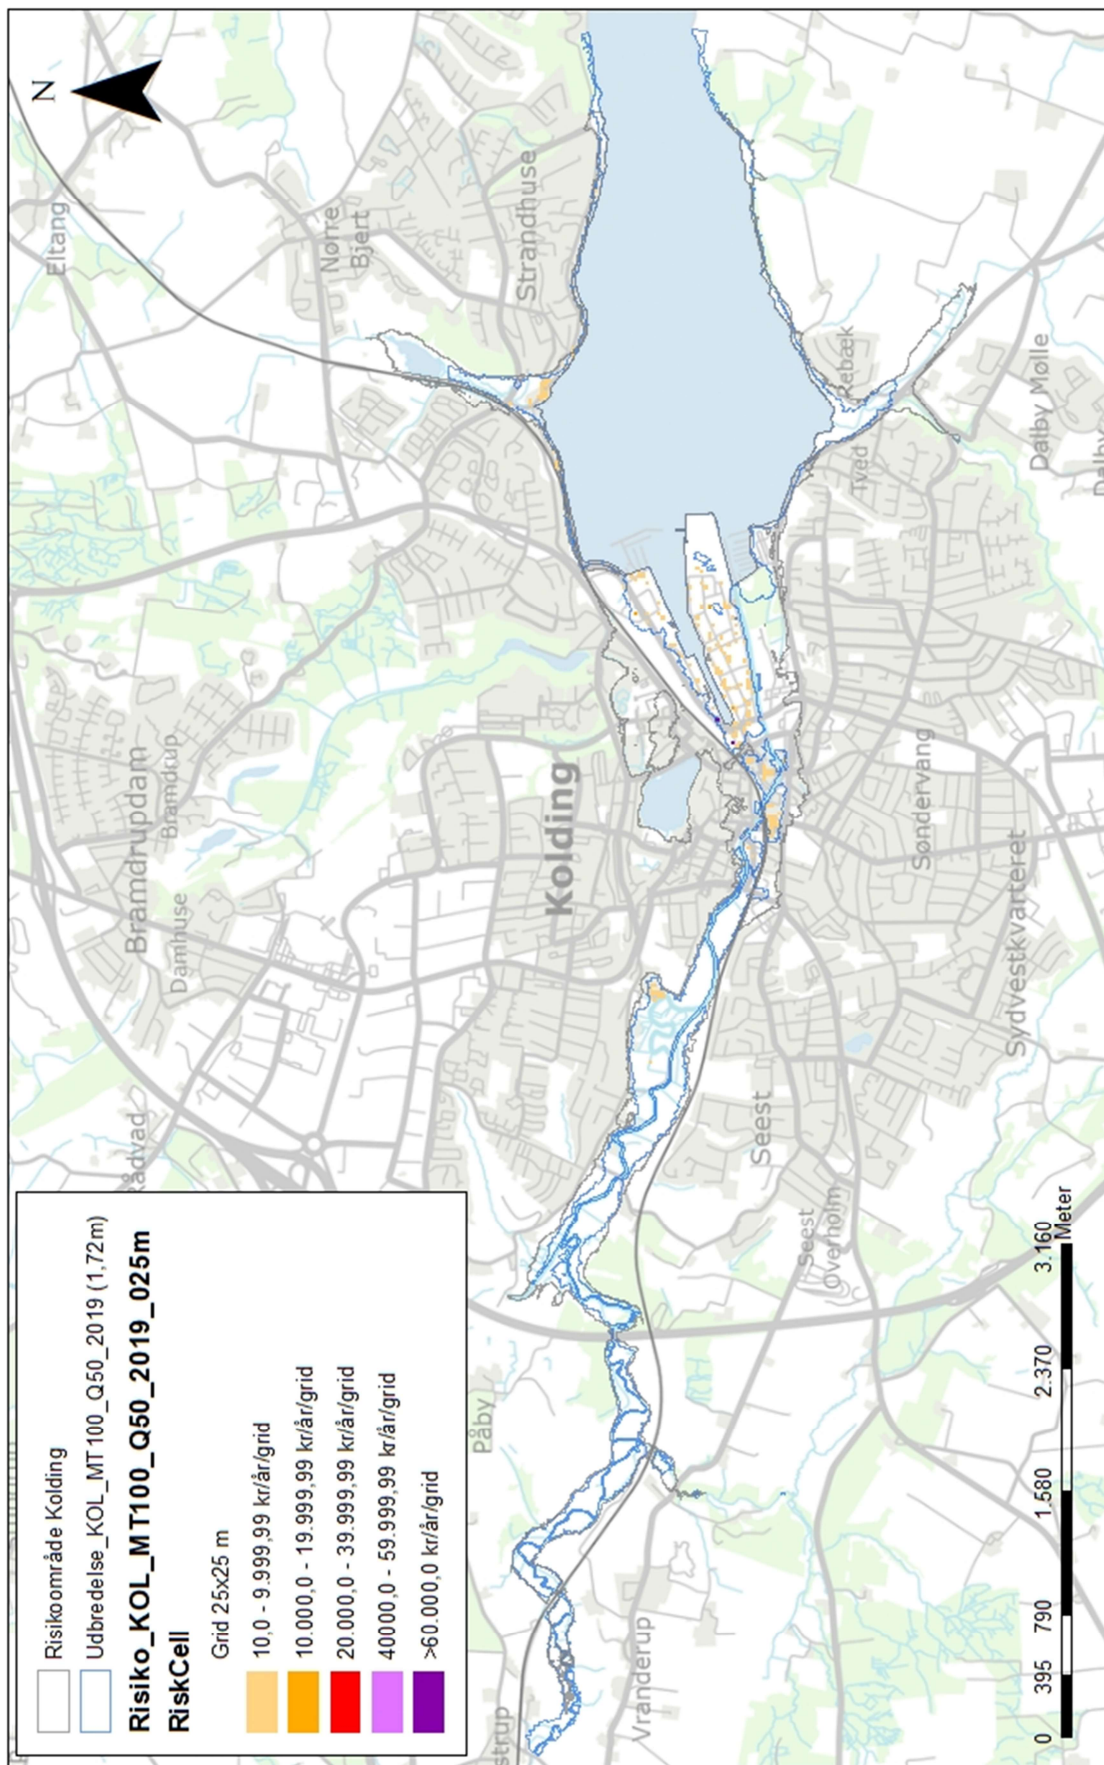 N
Eltang
Nørre
Bjert
Strandhuse
Bramdrupdam
Bramdrup
Damhuse
Rådvad
Kolding
Rebæk
Tved
Dalby Mølle
Dalby
Søndervang
Sydvestkvarteret
Seest
Seest
Overholm
Påby
Vranderup
strup
Risikoområde Kolding
Udbredelse_KOL_MT100_Q50_2019 (1,72m)
Risiko_KOL_MT100_Q50_2019_025m
RiskCell
Grid 25x25 m
10,0 - 9.999,99 kr/år/grid
10.000,0 - 19.999,99 kr/år/grid
20.000,0 - 39.999,99 kr/år/grid
40000,0 - 59.999,99 kr/år/grid
>60.000,0 kr/år/grid
0 395 790 1.580 2.370 3.160
Meter